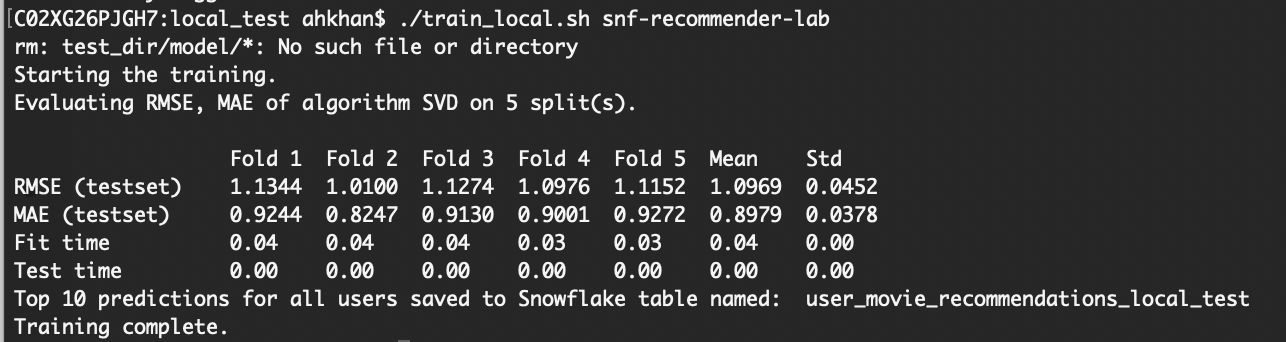 [C02XG26PJGH7:local_test ahkhan$ ./train_local.sh snf-recommender-lab
rm: test_dir/model/*: No such file or directory
Starting the training.
Evaluating RMSE, MAE of algorithm SVD on 5 split(s).
Fold 1 Fold 2 Fold 3 Fold 4 Fold 5 Mean Std
RMSE (testset) 1.1344 1.0100 1.1274 1.0976 1.1152 1.0969 0.0452
MAE (testset) 0.9244 0.8247 0.9130 0.9001 0.9272 0.8979 0.0378
Fit time 0.04 0.04 0.04 0.03 0.03 0.04 0.00
Test time 0.00 0.00 0.00 0.00 0.00 0.00 0.00
Top 10 predictions for all users saved to Snowflake table named: user_movie_recommendations_local_test
Training complete.